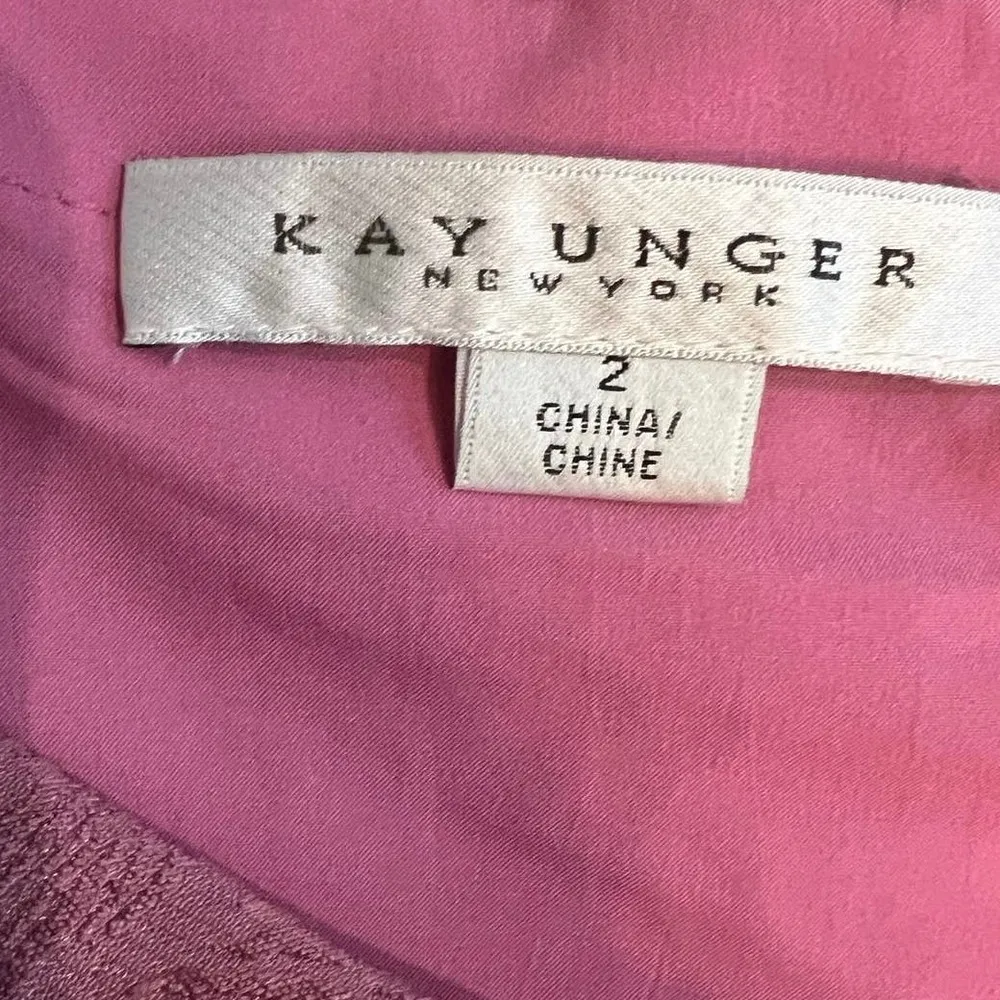 KAY UNGER
NEW YORK
2
CHINA/
CHINE